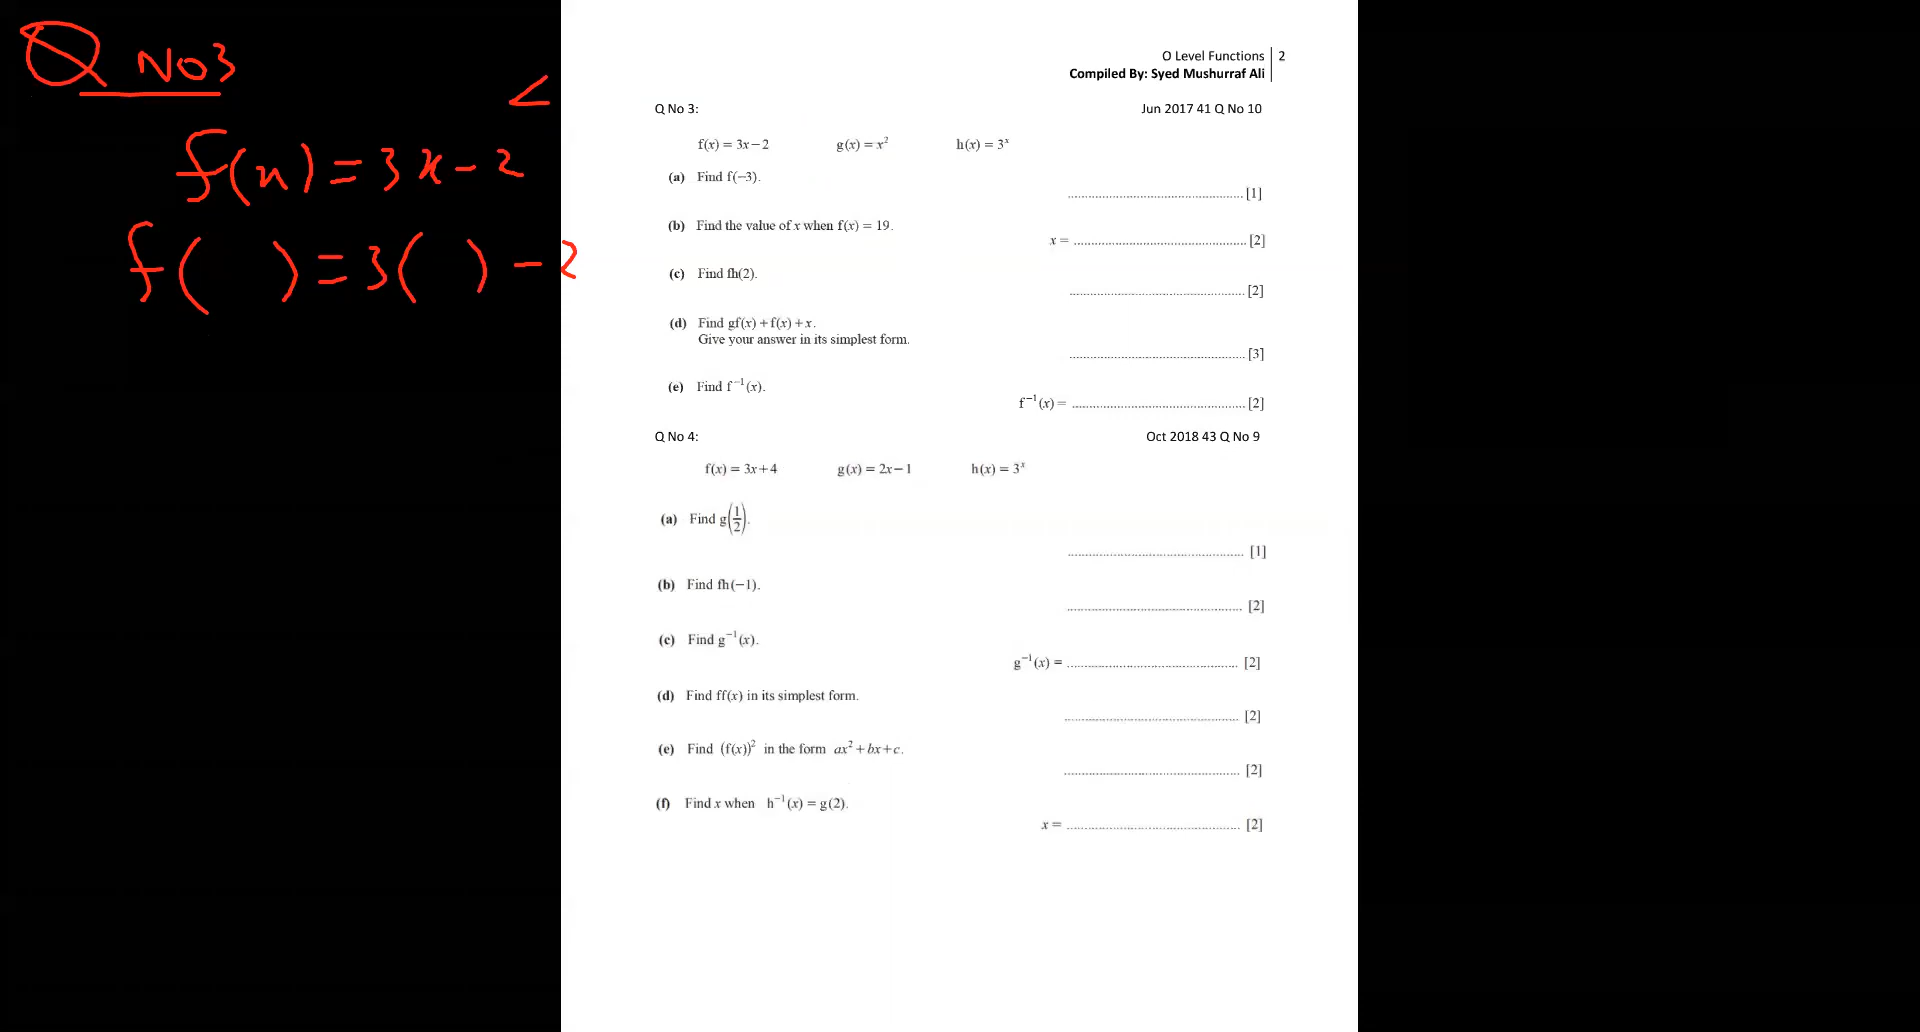 Q No 3
<
f(x) = 3x - 2
f(  ) = 3(  ) - 2
O Level Functions | 2
Compiled By: Syed Mushurraf Ali
Q No 3: Jun 2017 41 Q No 10
f(x) = 3x − 2 g(x) = x² h(x) = 3ˣ
(a) Find f(−3).
.................................................. [1]
(b) Find the value of x when f(x) = 19.
x = .................................................. [2]
(c) Find fh(2).
.................................................. [2]
(d) Find gf(x) + f(x) + x.
Give your answer in its simplest form.
.................................................. [3]
(e) Find f⁻¹(x).
f⁻¹(x) = .................................................. [2]
Q No 4: Oct 2018 43 Q No 9
f(x) = 3x + 4 g(x) = 2x − 1 h(x) = 3ˣ
(a) Find g(1/2).
.................................................. [1]
(b) Find fh(−1).
.................................................. [2]
(c) Find g⁻¹(x).
g⁻¹(x) = .................................................. [2]
(d) Find ff(x) in its simplest form.
.................................................. [2]
(e) Find (f(x))² in the form ax² + bx + c.
.................................................. [2]
(f) Find x when h⁻¹(x) = g(2).
x = .................................................. [2]